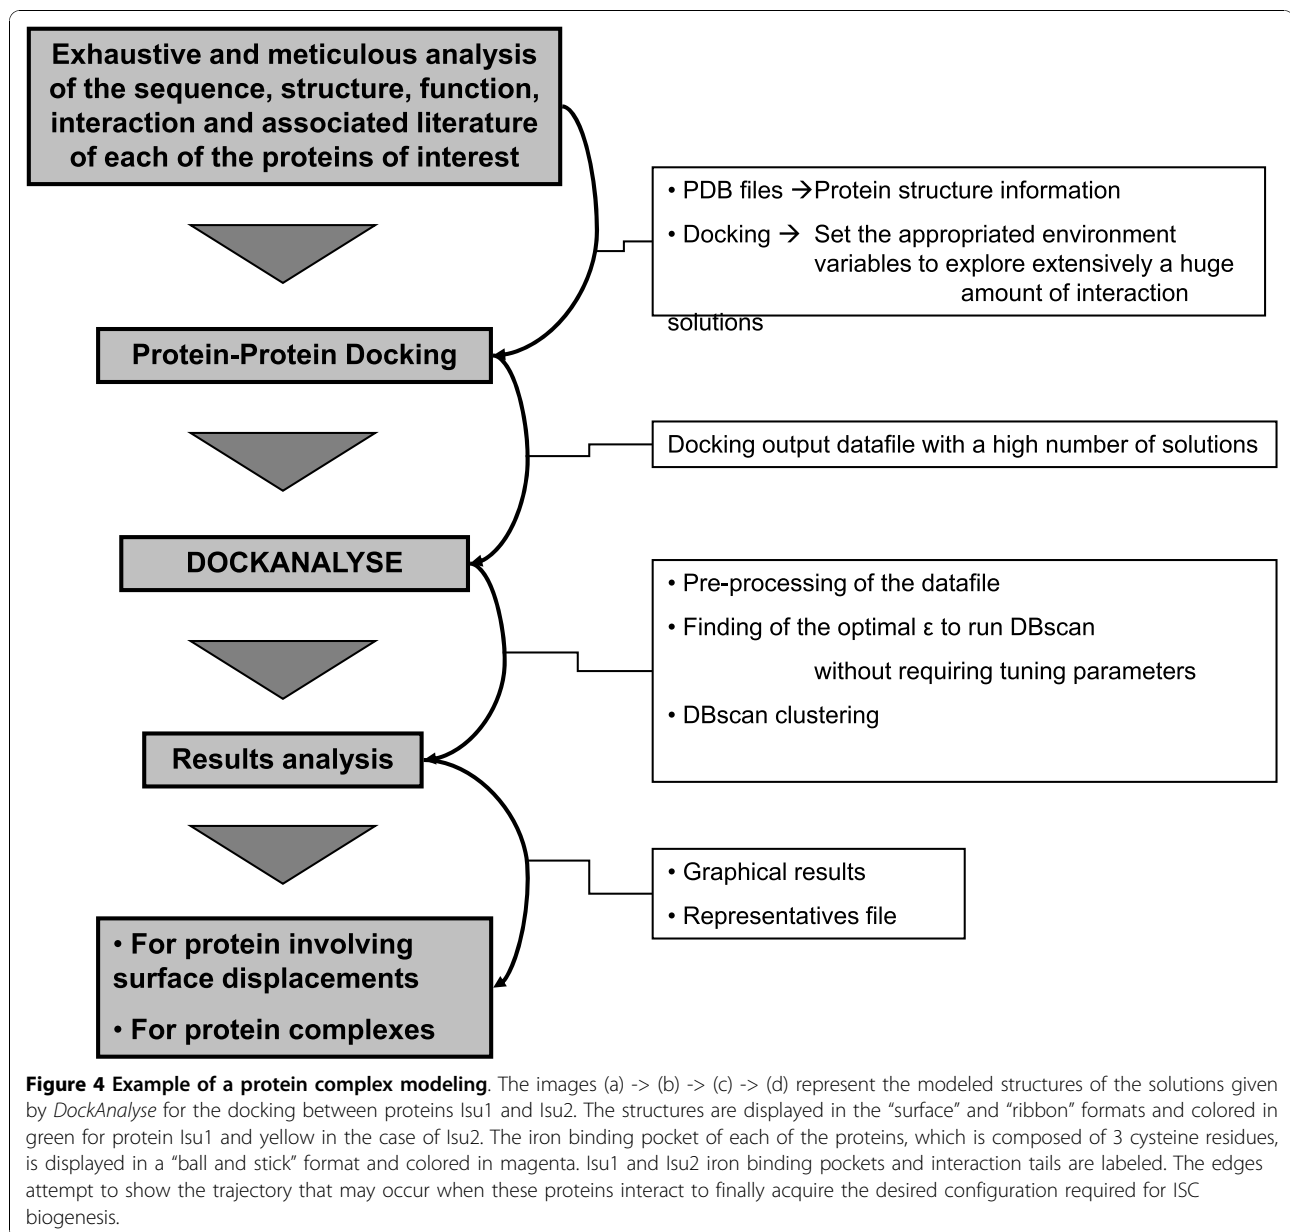 Exhaustive and meticulous analysis
of the sequence, structure, function,
interaction and associated literature
of each of the proteins of interest
• PDB files →Protein structure information
• Docking → Set the appropriated environment
variables to explore extensively a huge
amount of interaction
solutions
Protein-Protein Docking
Docking output datafile with a high number of solutions
DOCKANALYSE
• Pre-processing of the datafile
• Finding of the optimal ε to run DBscan
without requiring tuning parameters
• DBscan clustering
Results analysis
• Graphical results
• Representatives file
• For protein involving
surface displacements
• For protein complexes
Figure 4 Example of a protein complex modeling. The images (a) -> (b) -> (c) -> (d) represent the modeled structures of the solutions given
by DockAnalyse for the docking between proteins Isu1 and Isu2. The structures are displayed in the “surface” and “ribbon” formats and colored in
green for protein Isu1 and yellow in the case of Isu2. The iron binding pocket of each of the proteins, which is composed of 3 cysteine residues,
is displayed in a “ball and stick” format and colored in magenta. Isu1 and Isu2 iron binding pockets and interaction tails are labeled. The edges
attempt to show the trajectory that may occur when these proteins interact to finally acquire the desired configuration required for ISC
biogenesis.